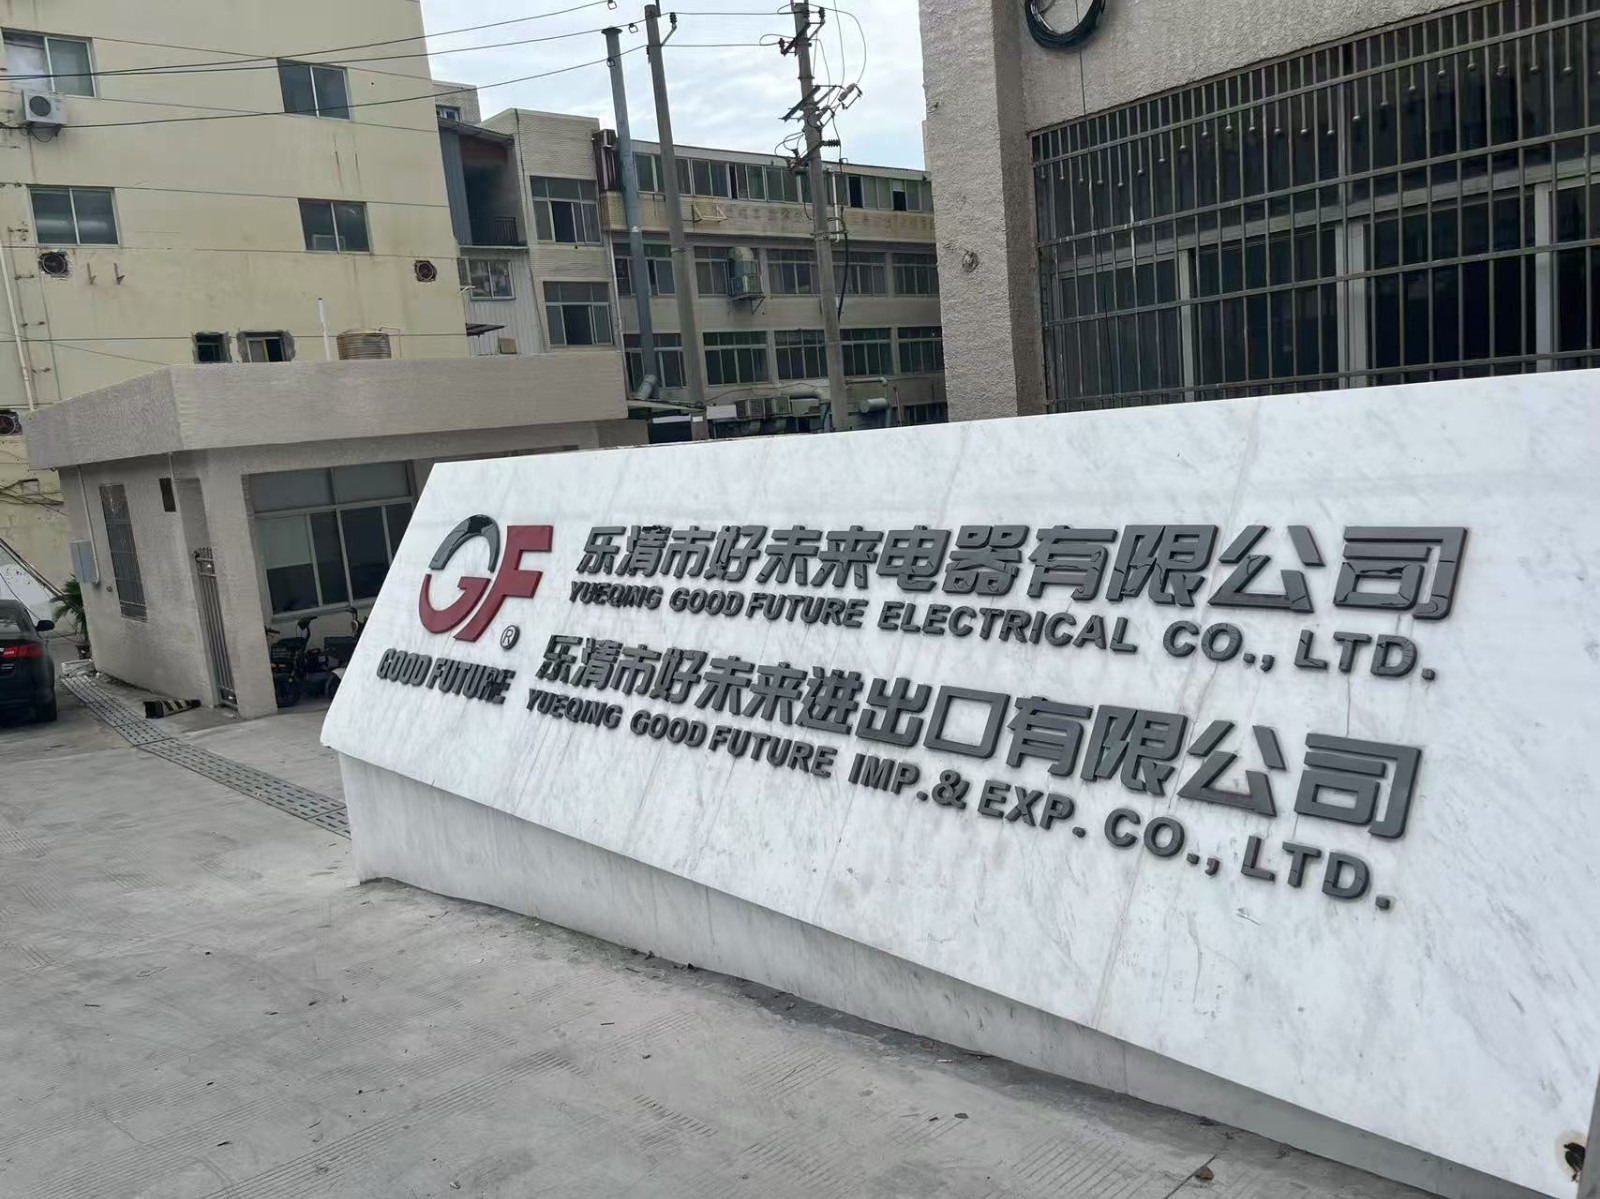 GF®
GOOD FUTURE
乐清市好未来电器有限公司
YUEQING GOOD FUTURE ELECTRICAL CO., LTD.
乐清市好未来进出口有限公司
YUEQING GOOD FUTURE IMP.& EXP. CO., LTD.